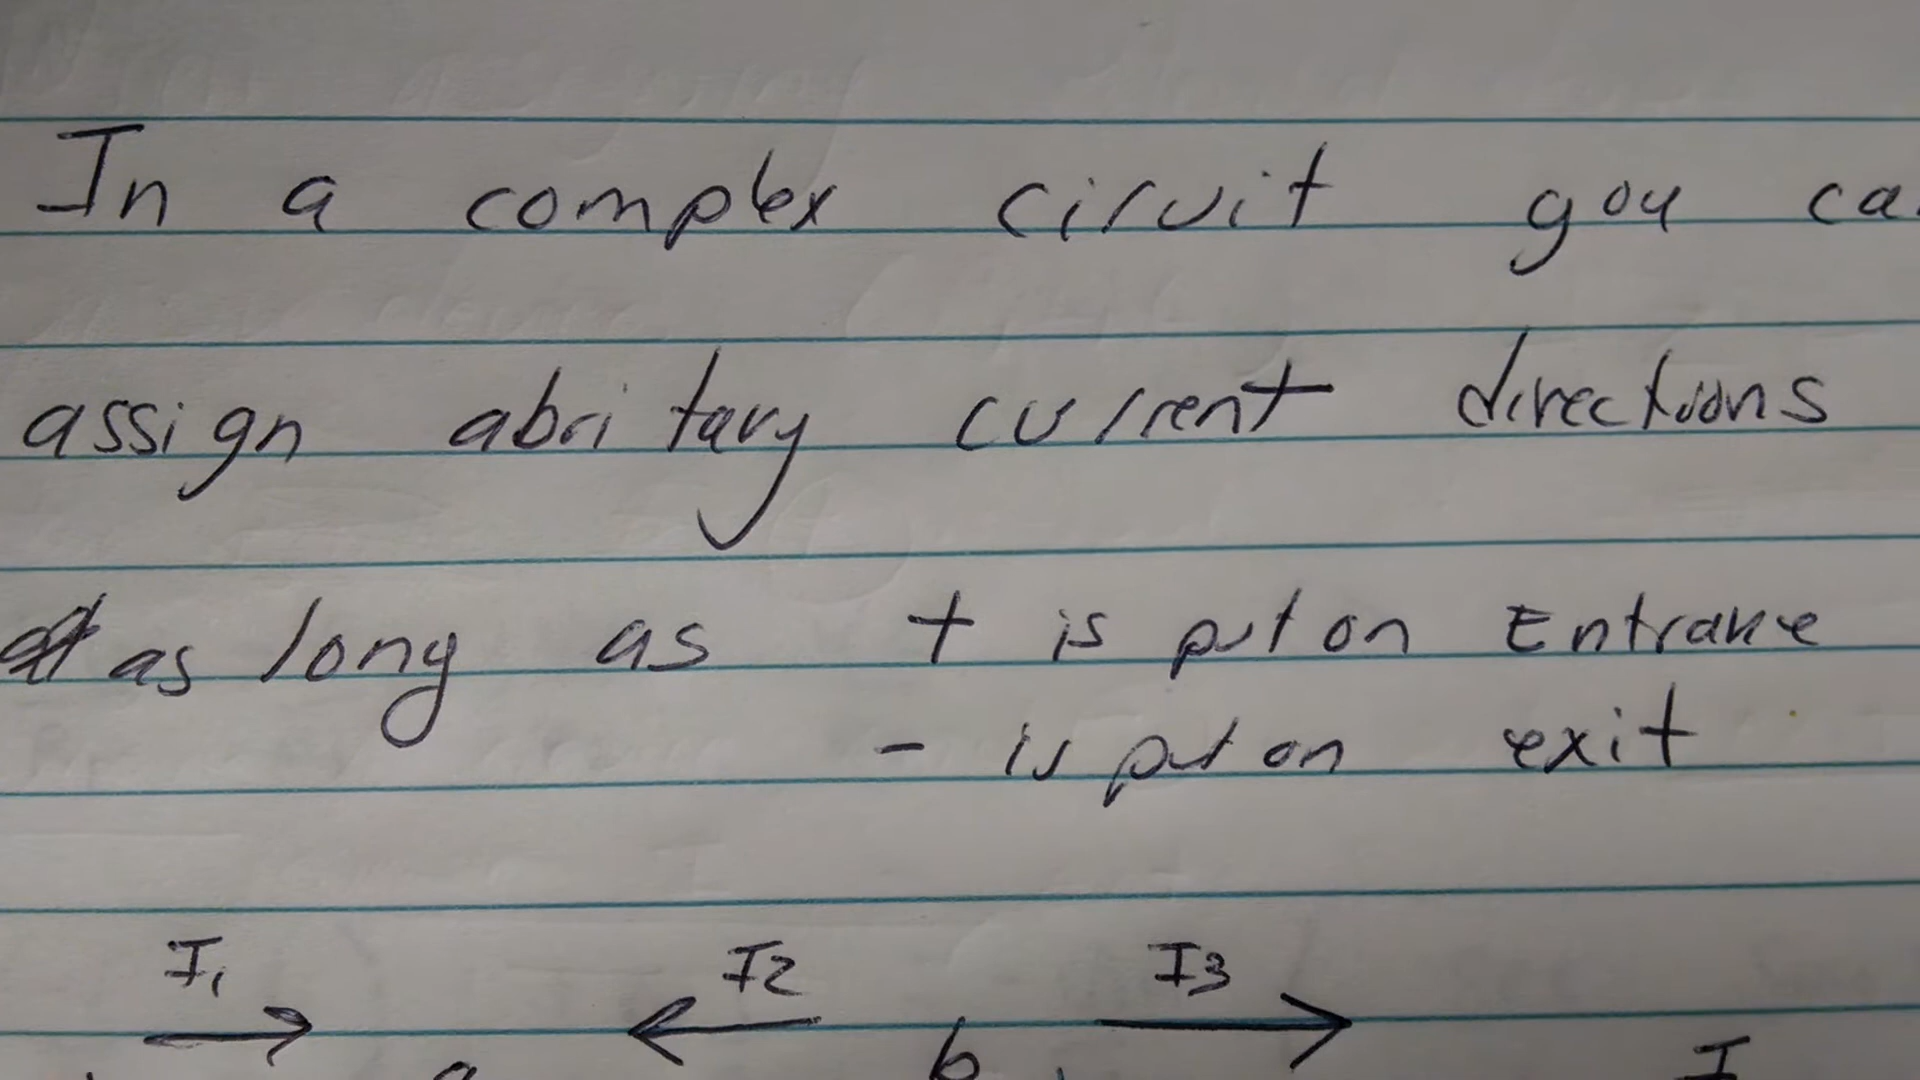 In a complex ciruit you ca
assign abritary current directions
as long as + is put on Entrance
- is put on exit
I1 I2 I3
a b I